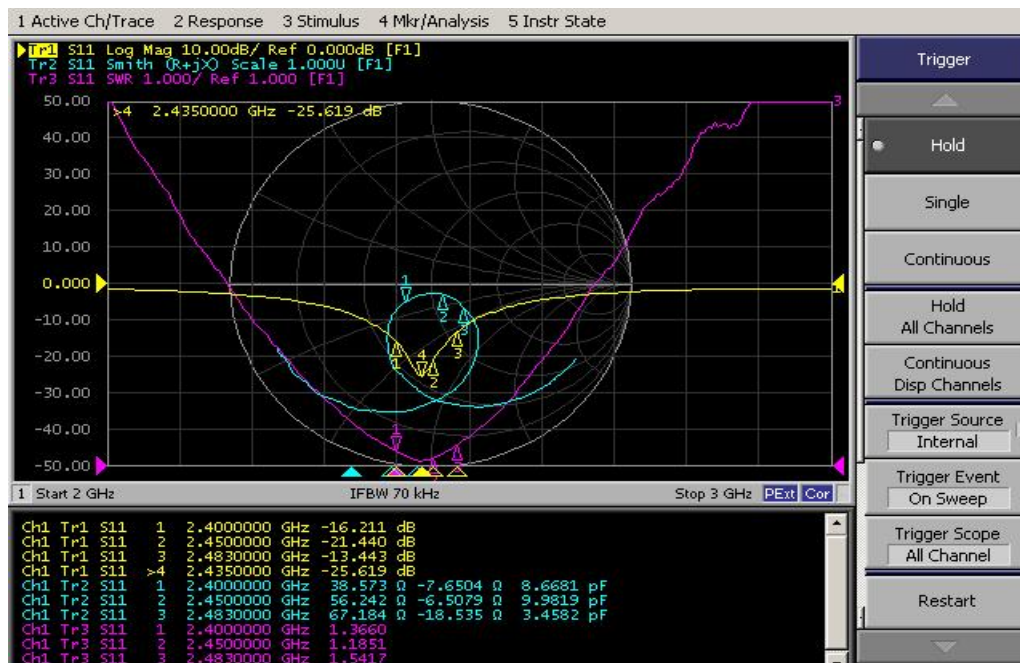 1 Active Ch/Trace 2 Response 3 Stimulus 4 Mkr/Analysis 5 Instr State
Tr1 S11 Log Mag 10.00dB/ Ref 0.000dB [F1]
Tr2 S11 Smith (R+jX) Scale 1.000U [F1]
Tr3 S11 SWR 1.000/ Ref 1.000 [F1]
50.00
>4 2.4350000 GHz -25.619 dB
3
40.00
30.00
20.00
10.00
0.000
-10.00
-20.00
-30.00
-40.00
-50.00
1
2
3
1
4
2
3
1
1 Start 2 GHz IFBW 70 kHz Stop 3 GHz PExt Cor
Ch1 Tr1 S11 1 2.4000000 GHz -16.211 dB
Ch1 Tr1 S11 2 2.4500000 GHz -21.440 dB
Ch1 Tr1 S11 3 2.4830000 GHz -13.443 dB
Ch1 Tr1 S11 >4 2.4350000 GHz -25.619 dB
Ch1 Tr2 S11 1 2.4000000 GHz 38.573 Ω -7.6504 Ω 8.6681 pF
Ch1 Tr2 S11 2 2.4500000 GHz 56.242 Ω -6.5079 Ω 9.9819 pF
Ch1 Tr2 S11 3 2.4830000 GHz 67.184 Ω -18.535 Ω 3.4582 pF
Ch1 Tr3 S11 1 2.4000000 GHz 1.3660
Ch1 Tr3 S11 2 2.4500000 GHz 1.1851
Ch1 Tr3 S11 3 2.4830000 GHz 1.5417
Trigger
Hold
Single
Continuous
Hold
All Channels
Continuous
Disp Channels
Trigger Source
Internal
Trigger Event
On Sweep
Trigger Scope
All Channel
Restart